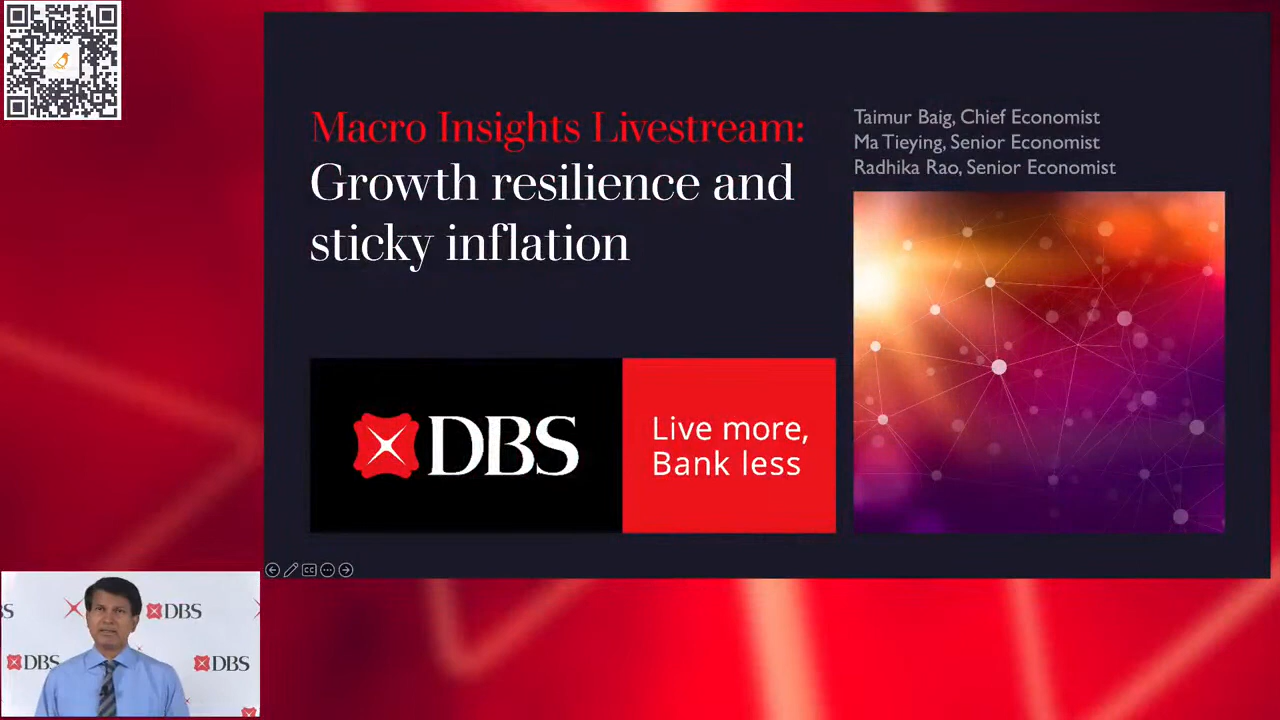 Macro Insights Livestream:
Growth resilience and
sticky inflation
Taimur Baig, Chief Economist
Ma Tieying, Senior Economist
Radhika Rao, Senior Economist
DBS
Live more,
Bank less
CC
DBS
DBS
DBS